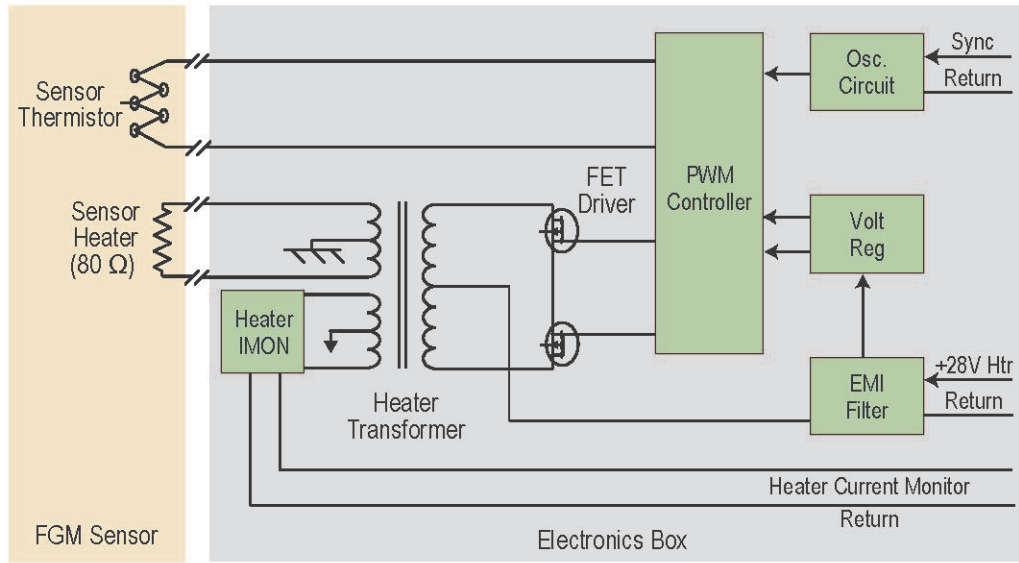 Sensor
Thermistor
Sensor
Heater
(80 Ω)
FGM Sensor
Heater
IMON
Heater
Transformer
FET
Driver
PWM
Controller
Osc.
Circuit
Sync
Return
Volt
Reg
EMI
Filter
+28V Htr
Return
Heater Current Monitor
Return
Electronics Box